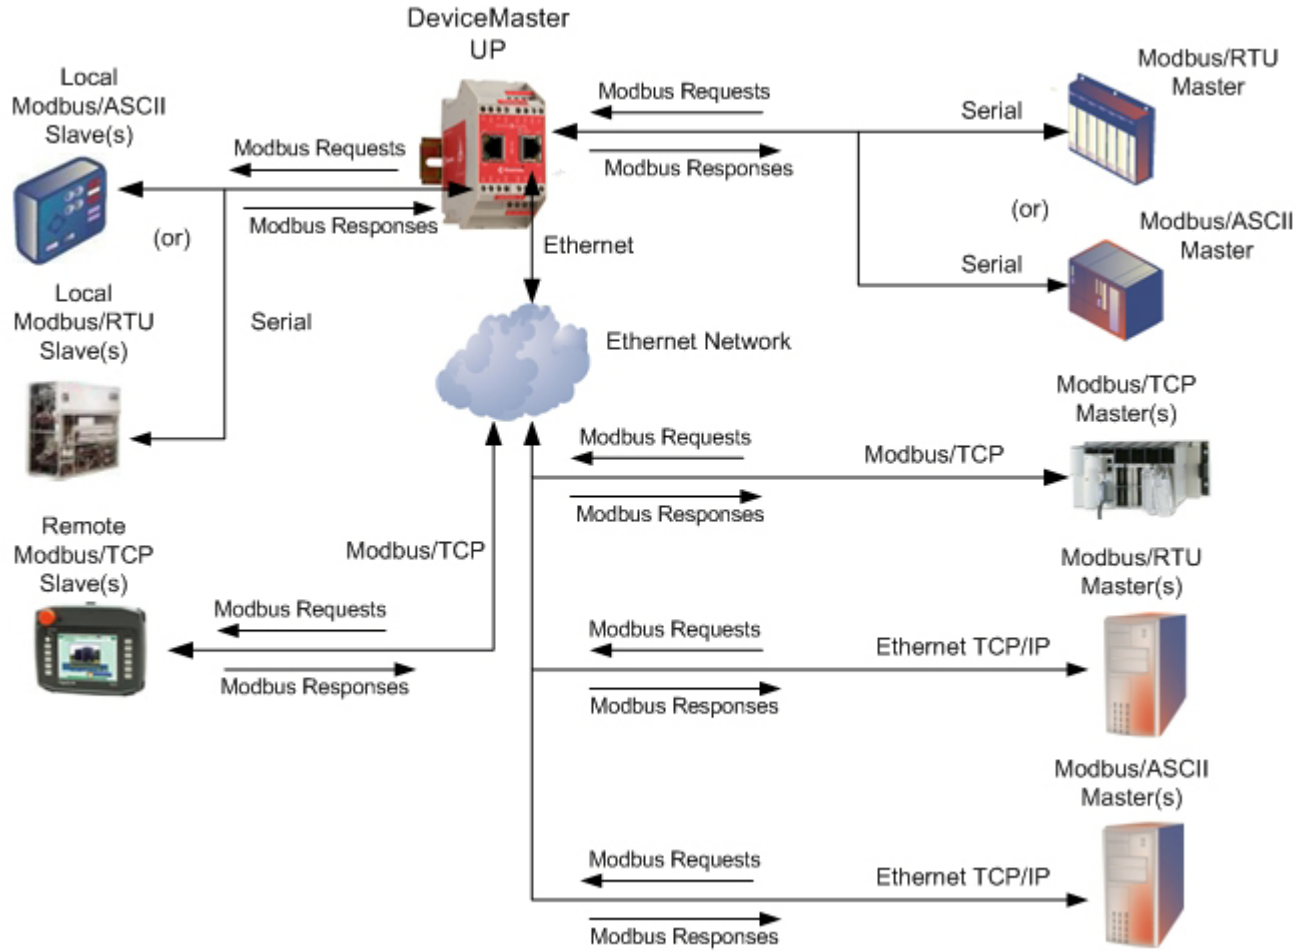 DeviceMaster
UP
Local
Modbus/ASCII
Slave(s)
Modbus Requests
Modbus Responses
(or)
Local
Modbus/RTU
Slave(s)
Serial
Modbus Requests
Modbus Responses
Serial
Modbus/RTU
Master
(or)
Modbus/ASCII
Master
Serial
Ethernet
Ethernet Network
Modbus/TCP
Master(s)
Modbus Requests
Modbus/TCP
Modbus Responses
Remote
Modbus/TCP
Slave(s)
Modbus/TCP
Modbus Requests
Modbus Responses
Modbus/RTU
Master(s)
Modbus Requests
Ethernet TCP/IP
Modbus Responses
Modbus/ASCII
Master(s)
Modbus Requests
Ethernet TCP/IP
Modbus Responses